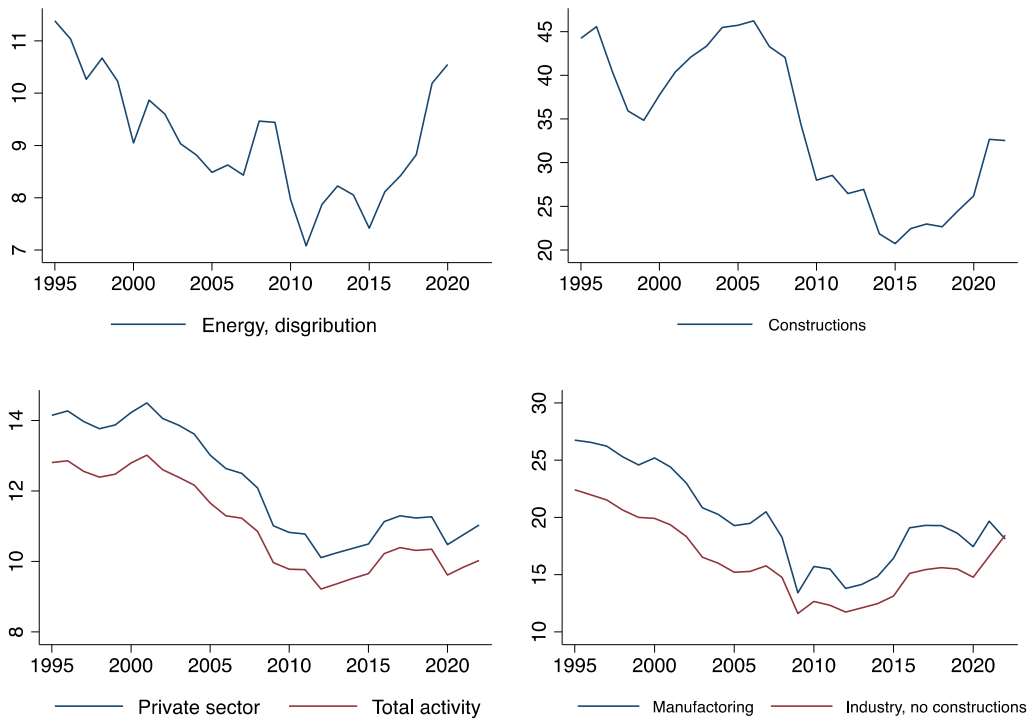 11
10
9
8
7
1995 2000 2005 2010 2015 2020
Energy, disgribution
45
40
35
30
25
20
1995 2000 2005 2010 2015 2020
Constructions
14
12
10
8
1995 2000 2005 2010 2015 2020
Private sector Total activity
30
25
20
15
10
1995 2000 2005 2010 2015 2020
Manufactoring Industry, no constructions